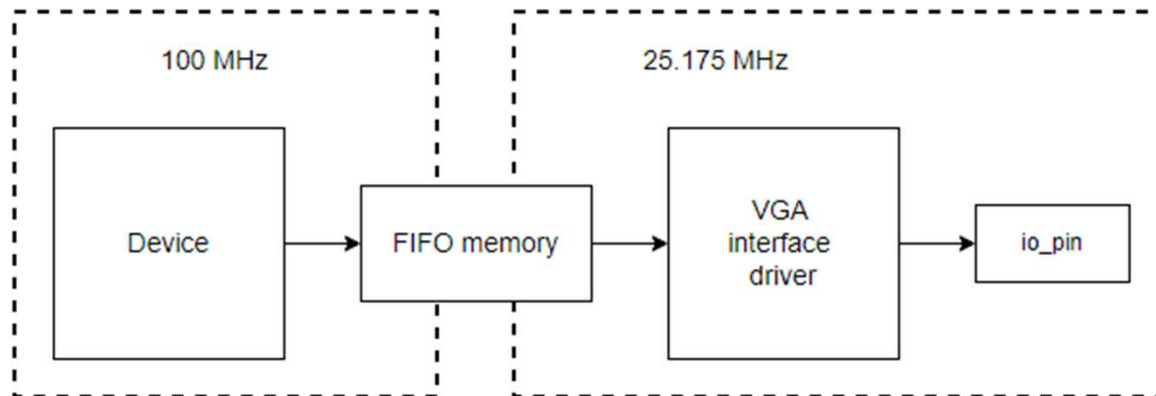 100 MHz
25.175 MHz
Device
FIFO memory
VGA
interface
driver
io_pin